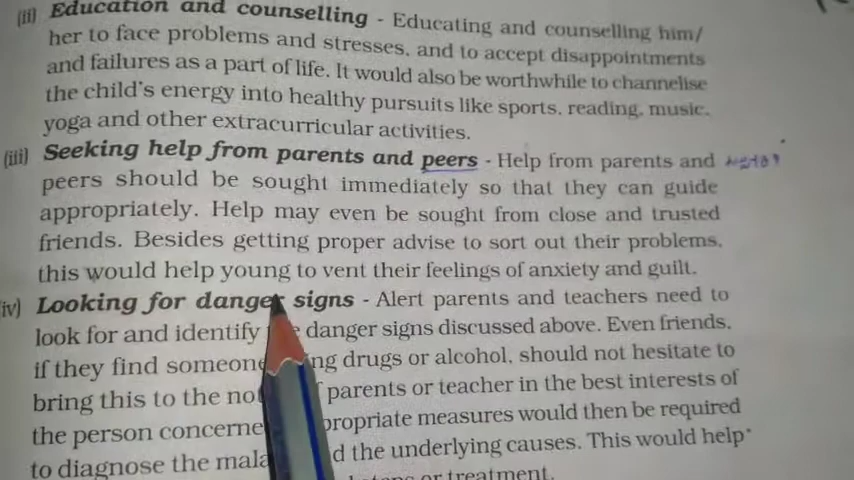 (ii) Education and counselling - Educating and counselling him/
her to face problems and stresses, and to accept disappointments
and failures as a part of life. It would also be worthwhile to channelise
the child's energy into healthy pursuits like sports, reading, music,
yoga and other extracurricular activities.
(iii) Seeking help from parents and peers - Help from parents and
peers should be sought immediately so that they can guide
appropriately. Help may even be sought from close and trusted
friends. Besides getting proper advise to sort out their problems,
this would help young to vent their feelings of anxiety and guilt.
iv) Looking for danger signs - Alert parents and teachers need to
look for and identify danger signs discussed above. Even friends,
if they find someone drugs or alcohol, should not hesitate to
bring this to the parents or teacher in the best interests of
the person measures would then be required
to diagnose the the underlying causes. This would help
or treatment.